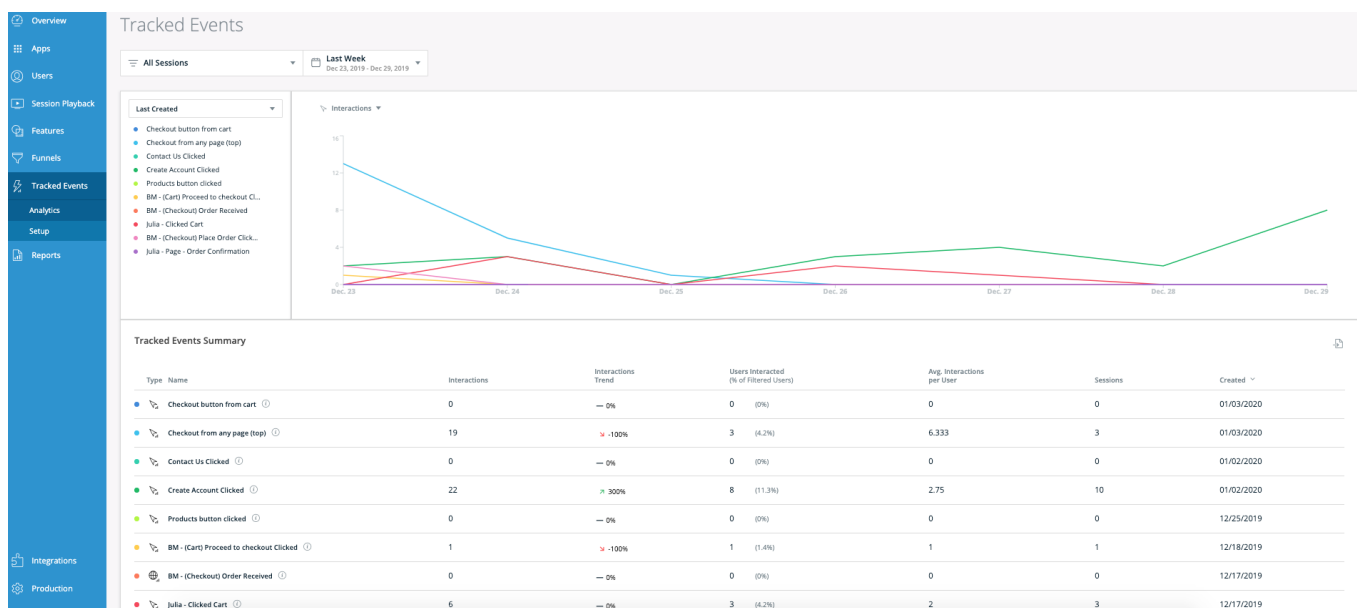 Overview
Apps
Users
Session Playback
Features
Funnels
Tracked Events
Analytics
Setup
Reports
Integrations
Production
Tracked Events
All Sessions
Last Week
Dec 23, 2019 - Dec 29, 2019
Last Created
Checkout button from cart
Checkout from any page (top)
Contact Us Clicked
Create Account Clicked
Products button clicked
BM - (Cart) Proceed to checkout Cl...
BM - (Checkout) Order Received
Julia - Clicked Cart
BM - (Checkout) Place Order Click...
Julia - Page - Order Confirmation
Interactions
16
12
8
4
0
Dec. 23 Dec. 24 Dec. 25 Dec. 26 Dec. 27 Dec. 28 Dec. 29
Tracked Events Summary
Type Name Interactions Interactions Trend Users Interacted (% of Filtered Users) Avg. Interactions per User Sessions Created
Checkout button from cart 0 — 0% 0 (0%) 0 0 01/03/2020
Checkout from any page (top) 19 -100% 3 (4.2%) 6.333 3 01/03/2020
Contact Us Clicked 0 — 0% 0 (0%) 0 0 01/02/2020
Create Account Clicked 22 300% 8 (11.3%) 2.75 10 01/02/2020
Products button clicked 0 — 0% 0 (0%) 0 0 12/25/2019
BM - (Cart) Proceed to checkout Clicked 1 -100% 1 (1.4%) 1 1 12/18/2019
BM - (Checkout) Order Received 0 — 0% 0 (0%) 0 0 12/17/2019
Julia - Clicked Cart 6 — 0% 3 (4.2%) 2 3 12/17/2019